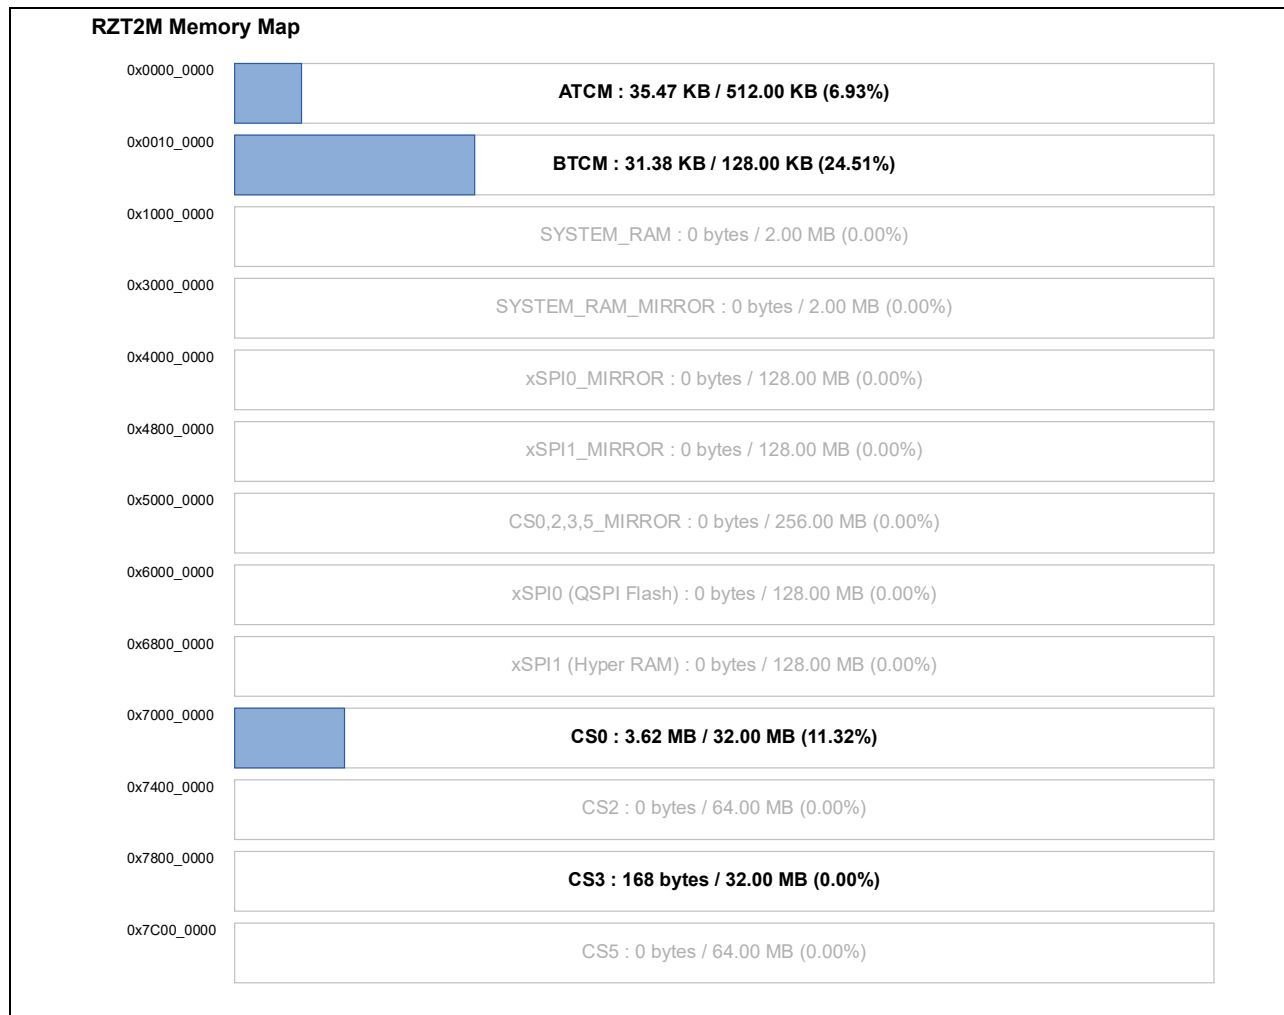 RZT2M Memory Map
0x0000_0000
ATCM : 35.47 KB / 512.00 KB (6.93%)
0x0010_0000
BTCM : 31.38 KB / 128.00 KB (24.51%)
0x1000_0000
SYSTEM_RAM : 0 bytes / 2.00 MB (0.00%)
0x3000_0000
SYSTEM_RAM_MIRROR : 0 bytes / 2.00 MB (0.00%)
0x4000_0000
xSPI0_MIRROR : 0 bytes / 128.00 MB (0.00%)
0x4800_0000
xSPI1_MIRROR : 0 bytes / 128.00 MB (0.00%)
0x5000_0000
CS0,2,3,5_MIRROR : 0 bytes / 256.00 MB (0.00%)
0x6000_0000
xSPI0 (QSPI Flash) : 0 bytes / 128.00 MB (0.00%)
0x6800_0000
xSPI1 (Hyper RAM) : 0 bytes / 128.00 MB (0.00%)
0x7000_0000
CS0 : 3.62 MB / 32.00 MB (11.32%)
0x7400_0000
CS2 : 0 bytes / 64.00 MB (0.00%)
0x7800_0000
CS3 : 168 bytes / 32.00 MB (0.00%)
0x7C00_0000
CS5 : 0 bytes / 64.00 MB (0.00%)